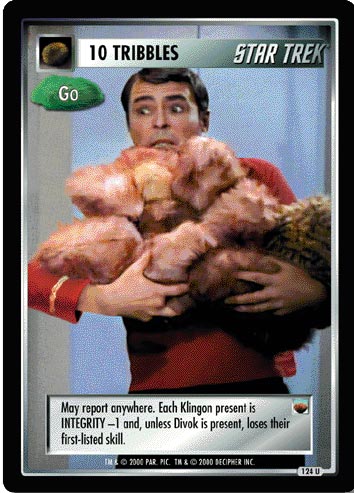 10 TRIBBLES
STAR TREK
Go
May report anywhere. Each Klingon present is
INTEGRITY –1 and, unless Divok is present, loses their
first-listed skill.
124 U
TM & © 2000 PAR. PIC. TM & © 2000 DECIPHER INC.